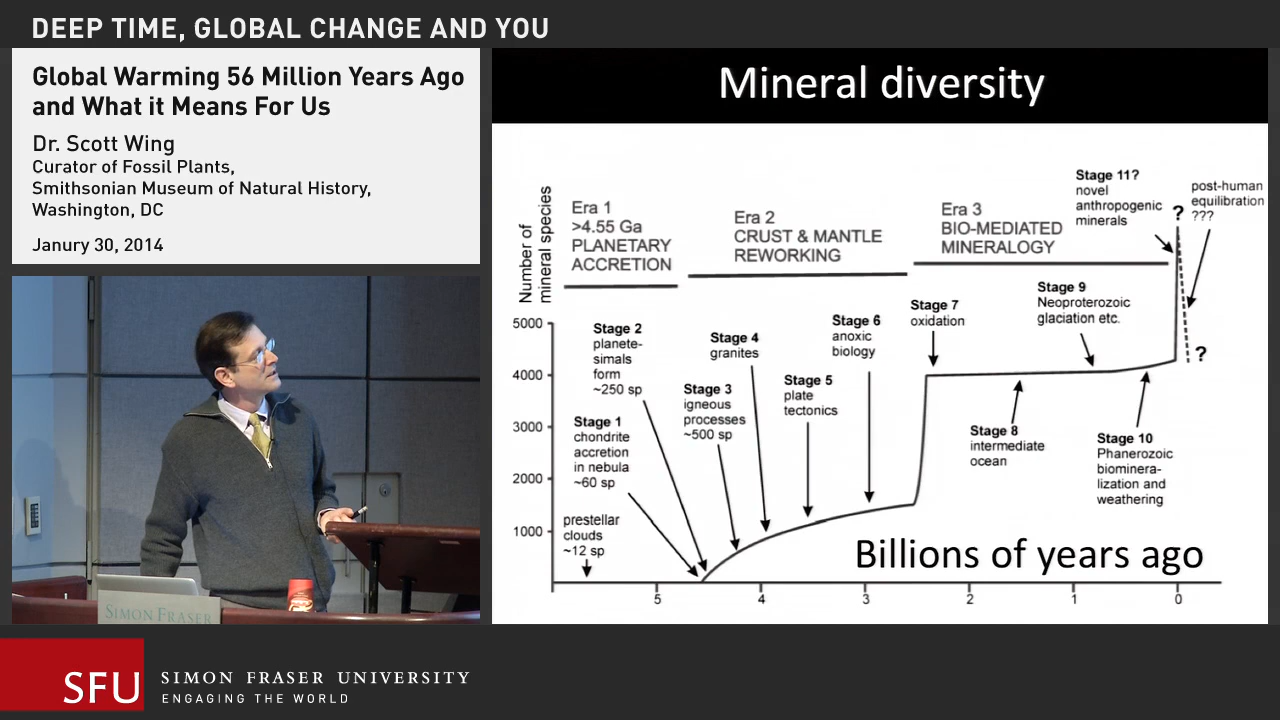 DEEP TIME, GLOBAL CHANGE AND YOU
Global Warming 56 Million Years Ago
and What it Means For Us
Dr. Scott Wing
Curator of Fossil Plants,
Smithsonian Museum of Natural History,
Washington, DC
Janury 30, 2014
Mineral diversity
Number of
mineral species
Era 1
>4.55 Ga
PLANETARY
ACCRETION
Era 2
CRUST & MANTLE
REWORKING
Era 3
BIO-MEDIATED
MINERALOGY
Stage 11?
novel
anthropogenic
minerals
?
post-human
equilibration
???
5000
4000
3000
2000
1000
prestellar
clouds
~12 sp
Stage 1
chondrite
accretion
in nebula
~60 sp
Stage 2
planete-
simals
form
~250 sp
Stage 3
igneous
processes
~500 sp
Stage 4
granites
Stage 5
plate
tectonics
Stage 6
anoxic
biology
Stage 7
oxidation
Stage 8
intermediate
ocean
Stage 9
Neoproterozoic
glaciation etc.
Stage 10
Phanerozoic
biominera-
lization and
weathering
?
Billions of years ago
5 4 3 2 1 0
SIMON FRASER
SFU
SIMON FRASER UNIVERSITY
ENGAGING THE WORLD